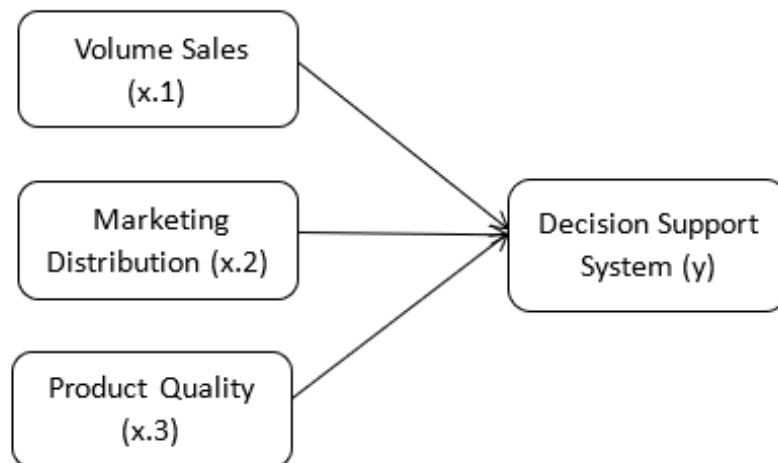 Volume Sales
(x.1)
Marketing
Distribution (x.2)
Product Quality
(x.3)
Decision Support
System (y)